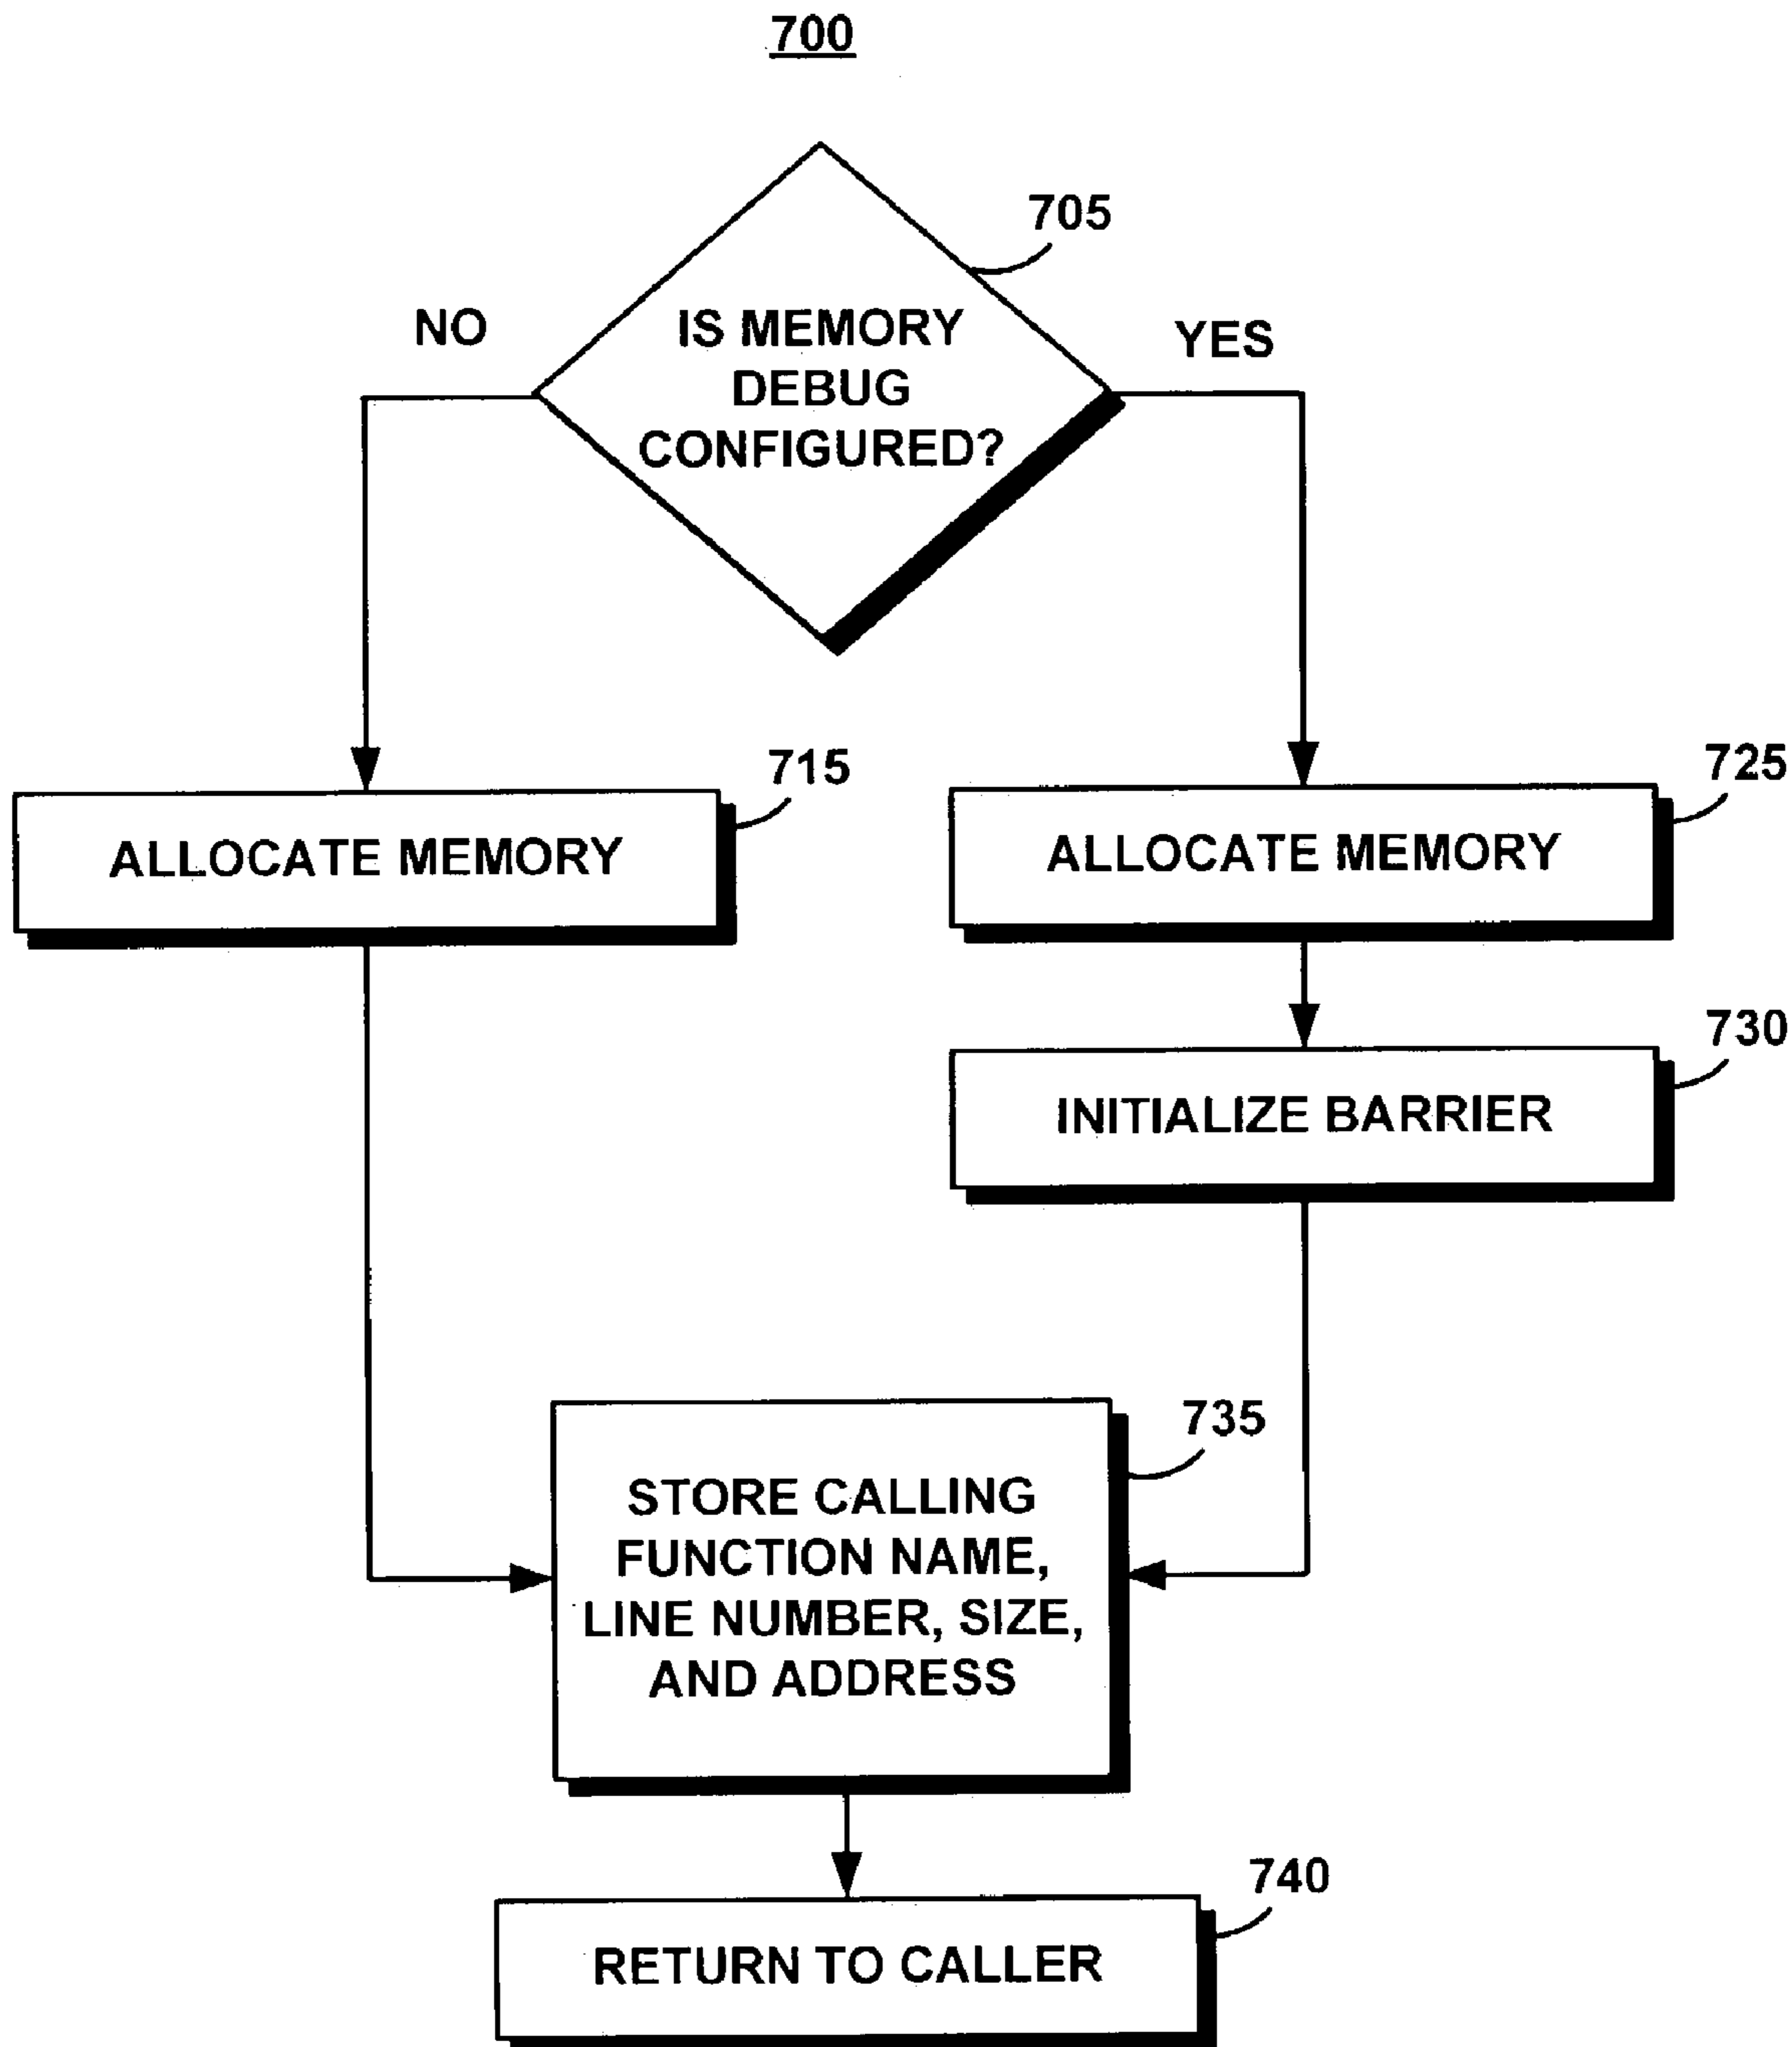 700
705
NO
IS MEMORY
DEBUG
CONFIGURED?
YES
715
ALLOCATE MEMORY
725
ALLOCATE MEMORY
730
INITIALIZE BARRIER
735
STORE CALLING
FUNCTION NAME,
LINE NUMBER, SIZE,
AND ADDRESS
740
RETURN TO CALLER